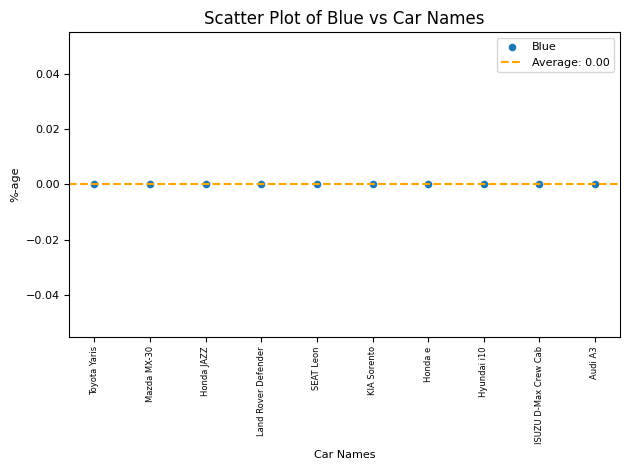 Scatter Plot of Blue vs Car Names
Blue
Average: 0.00
%-age
0.04
0.02
0.00
−0.02
−0.04
Toyota Yaris
Mazda MX-30
Honda JAZZ
Land Rover Defender
SEAT Leon
KIA Sorento
Honda e
Hyundai i10
ISUZU D-Max Crew Cab
Audi A3
Car Names